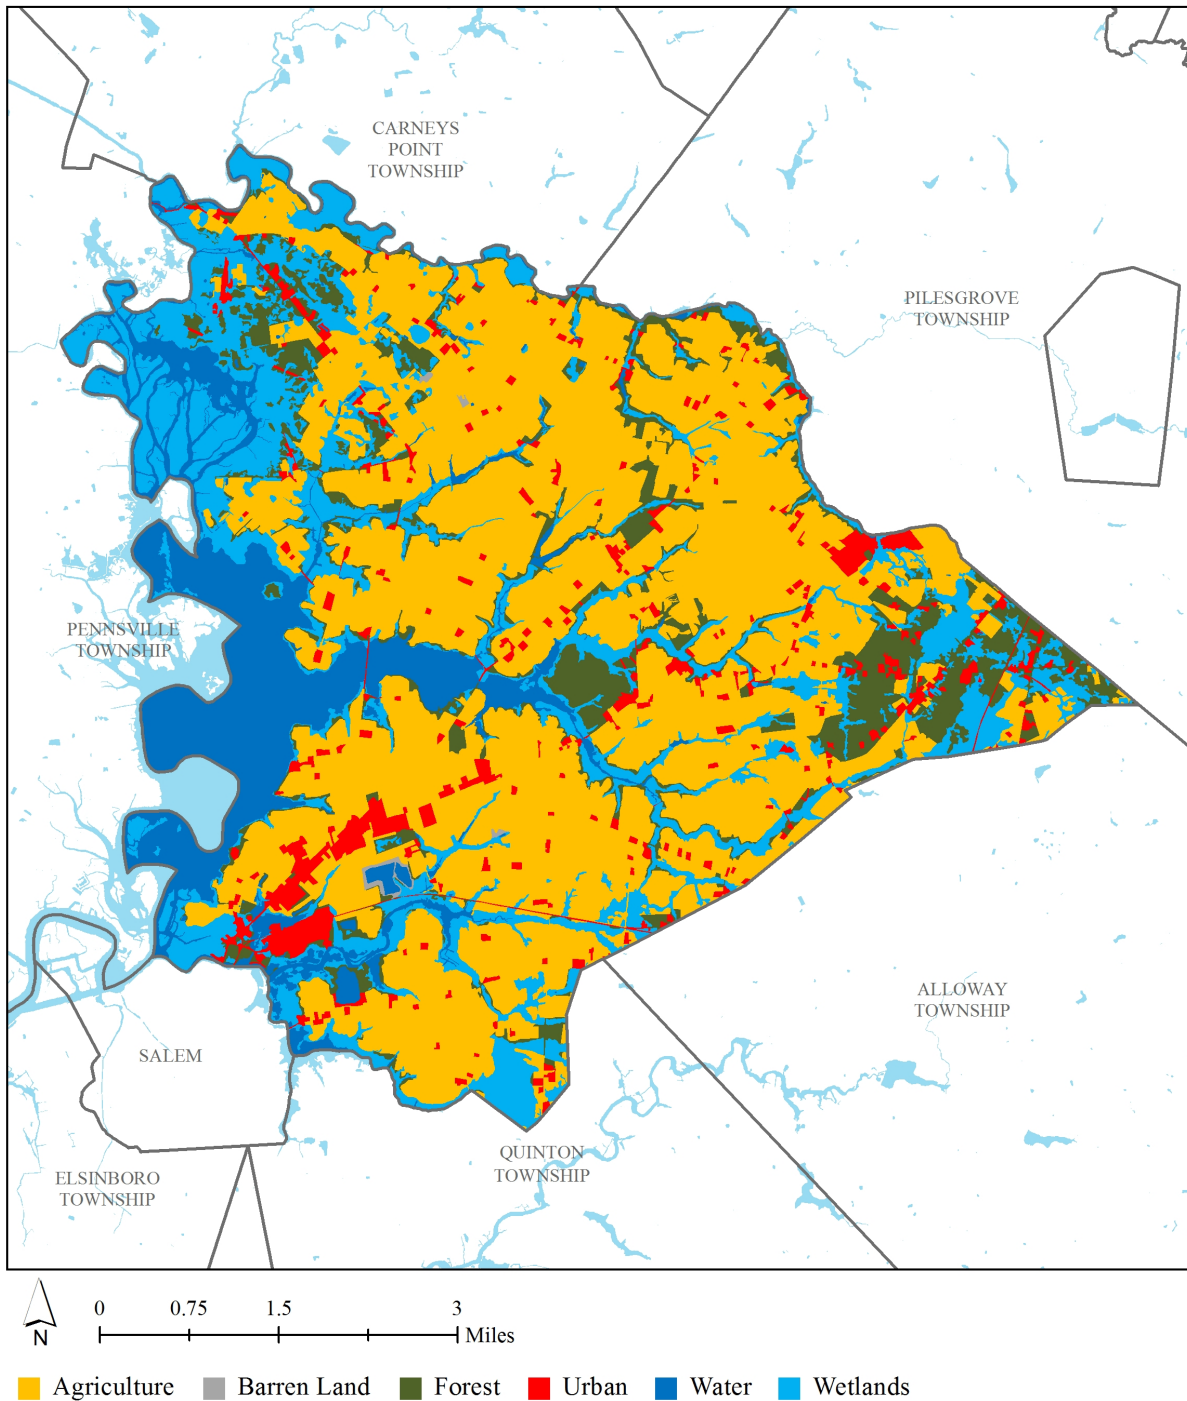 CARNEYS
POINT
TOWNSHIP
PILESGROVE
TOWNSHIP
PENNSVILLE
TOWNSHIP
ALLOWAY
TOWNSHIP
SALEM
QUINTON
TOWNSHIP
ELSINBORO
TOWNSHIP
N
0 0.75 1.5 3
Miles
Agriculture Barren Land Forest Urban Water Wetlands